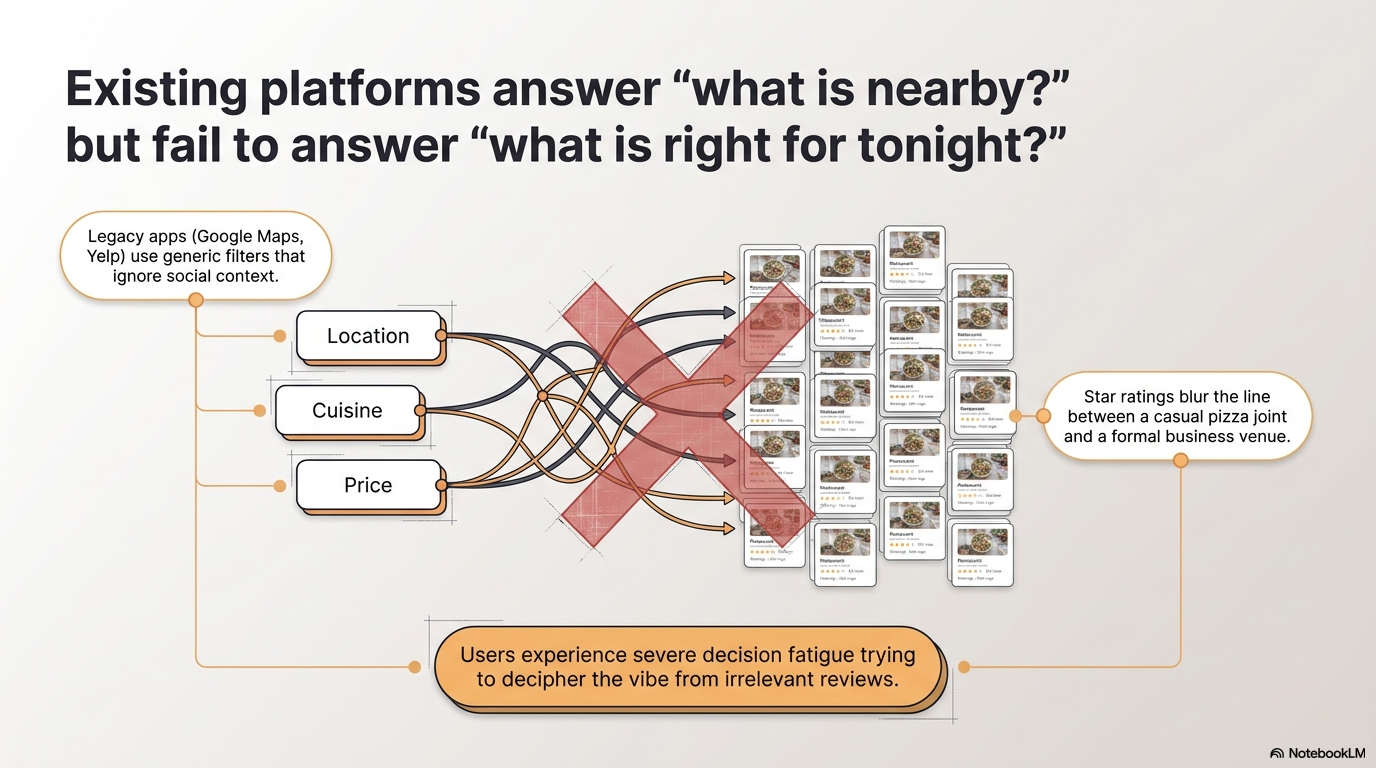 Existing platforms answer “what is nearby?”
but fail to answer “what is right for tonight?”
Legacy apps (Google Maps,
Yelp) use generic filters that
ignore social context.
Location
Cuisine
Price
Star ratings blur the line
between a casual pizza joint
and a formal business venue.
Users experience severe decision fatigue trying
to decipher the vibe from irrelevant reviews.
NotebookLM